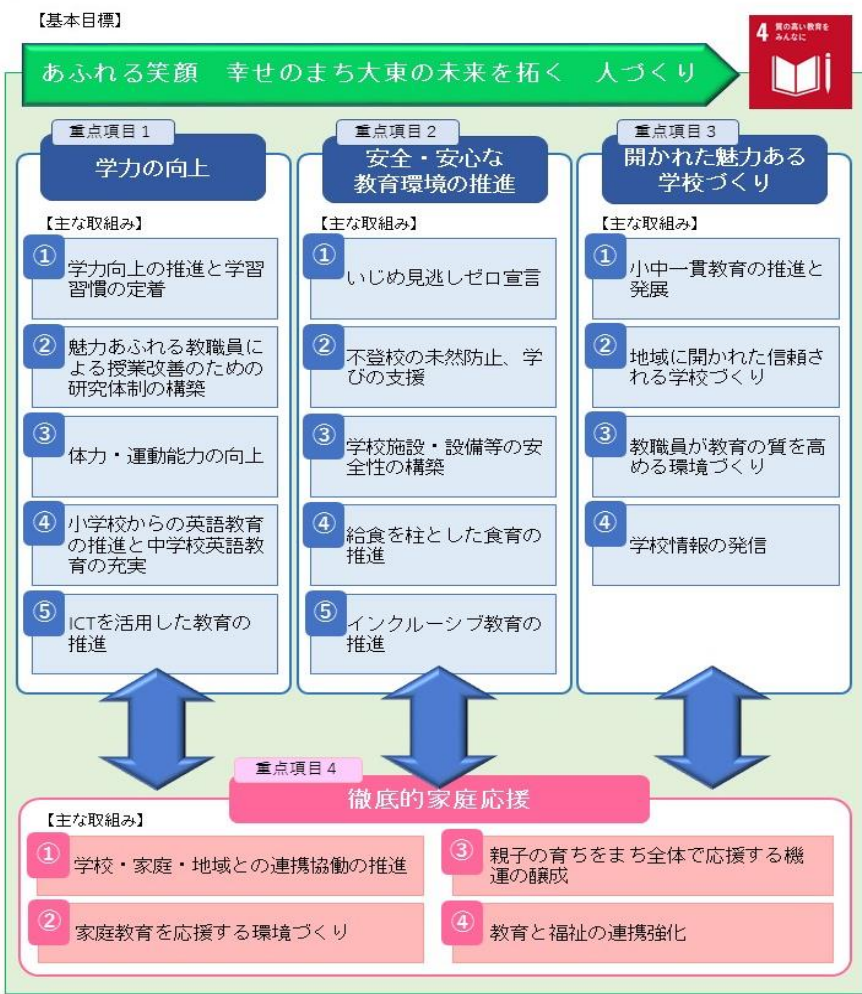 【基本目標】
4 質の高い教育を
みんなに
あふれる笑顔　幸せのまち大東の未来を拓く　人づくり
重点項目１
学力の向上
【主な取組み】
①
学力向上の推進と学習
習慣の定着
②
魅力あふれる教職員に
よる授業改善のための
研究体制の構築
③
体力・運動能力の向上
④
小学校からの英語教育
の推進と中学校英語教
育の充実
⑤
ICTを活用した教育の
推進
重点項目２
安全・安心な
教育環境の推進
【主な取組み】
①
いじめ見逃しゼロ宣言
②
不登校の未然防止、学
びの支援
③
学校施設・設備等の安
全性の構築
④
給食を柱とした食育の
推進
⑤
インクルーシブ教育の
推進
重点項目３
開かれた魅力ある
学校づくり
【主な取組み】
①
小中一貫教育の推進と
発展
②
地域に開かれた信頼さ
れる学校づくり
③
教職員が教育の質を高
める環境づくり
④
学校情報の発信
重点項目４
徹底的家庭応援
【主な取組み】
①
学校・家庭・地域との連携協働の推進
②
家庭教育を応援する環境づくり
③
親子の育ちをまち全体で応援する機
運の醸成
④
教育と福祉の連携強化